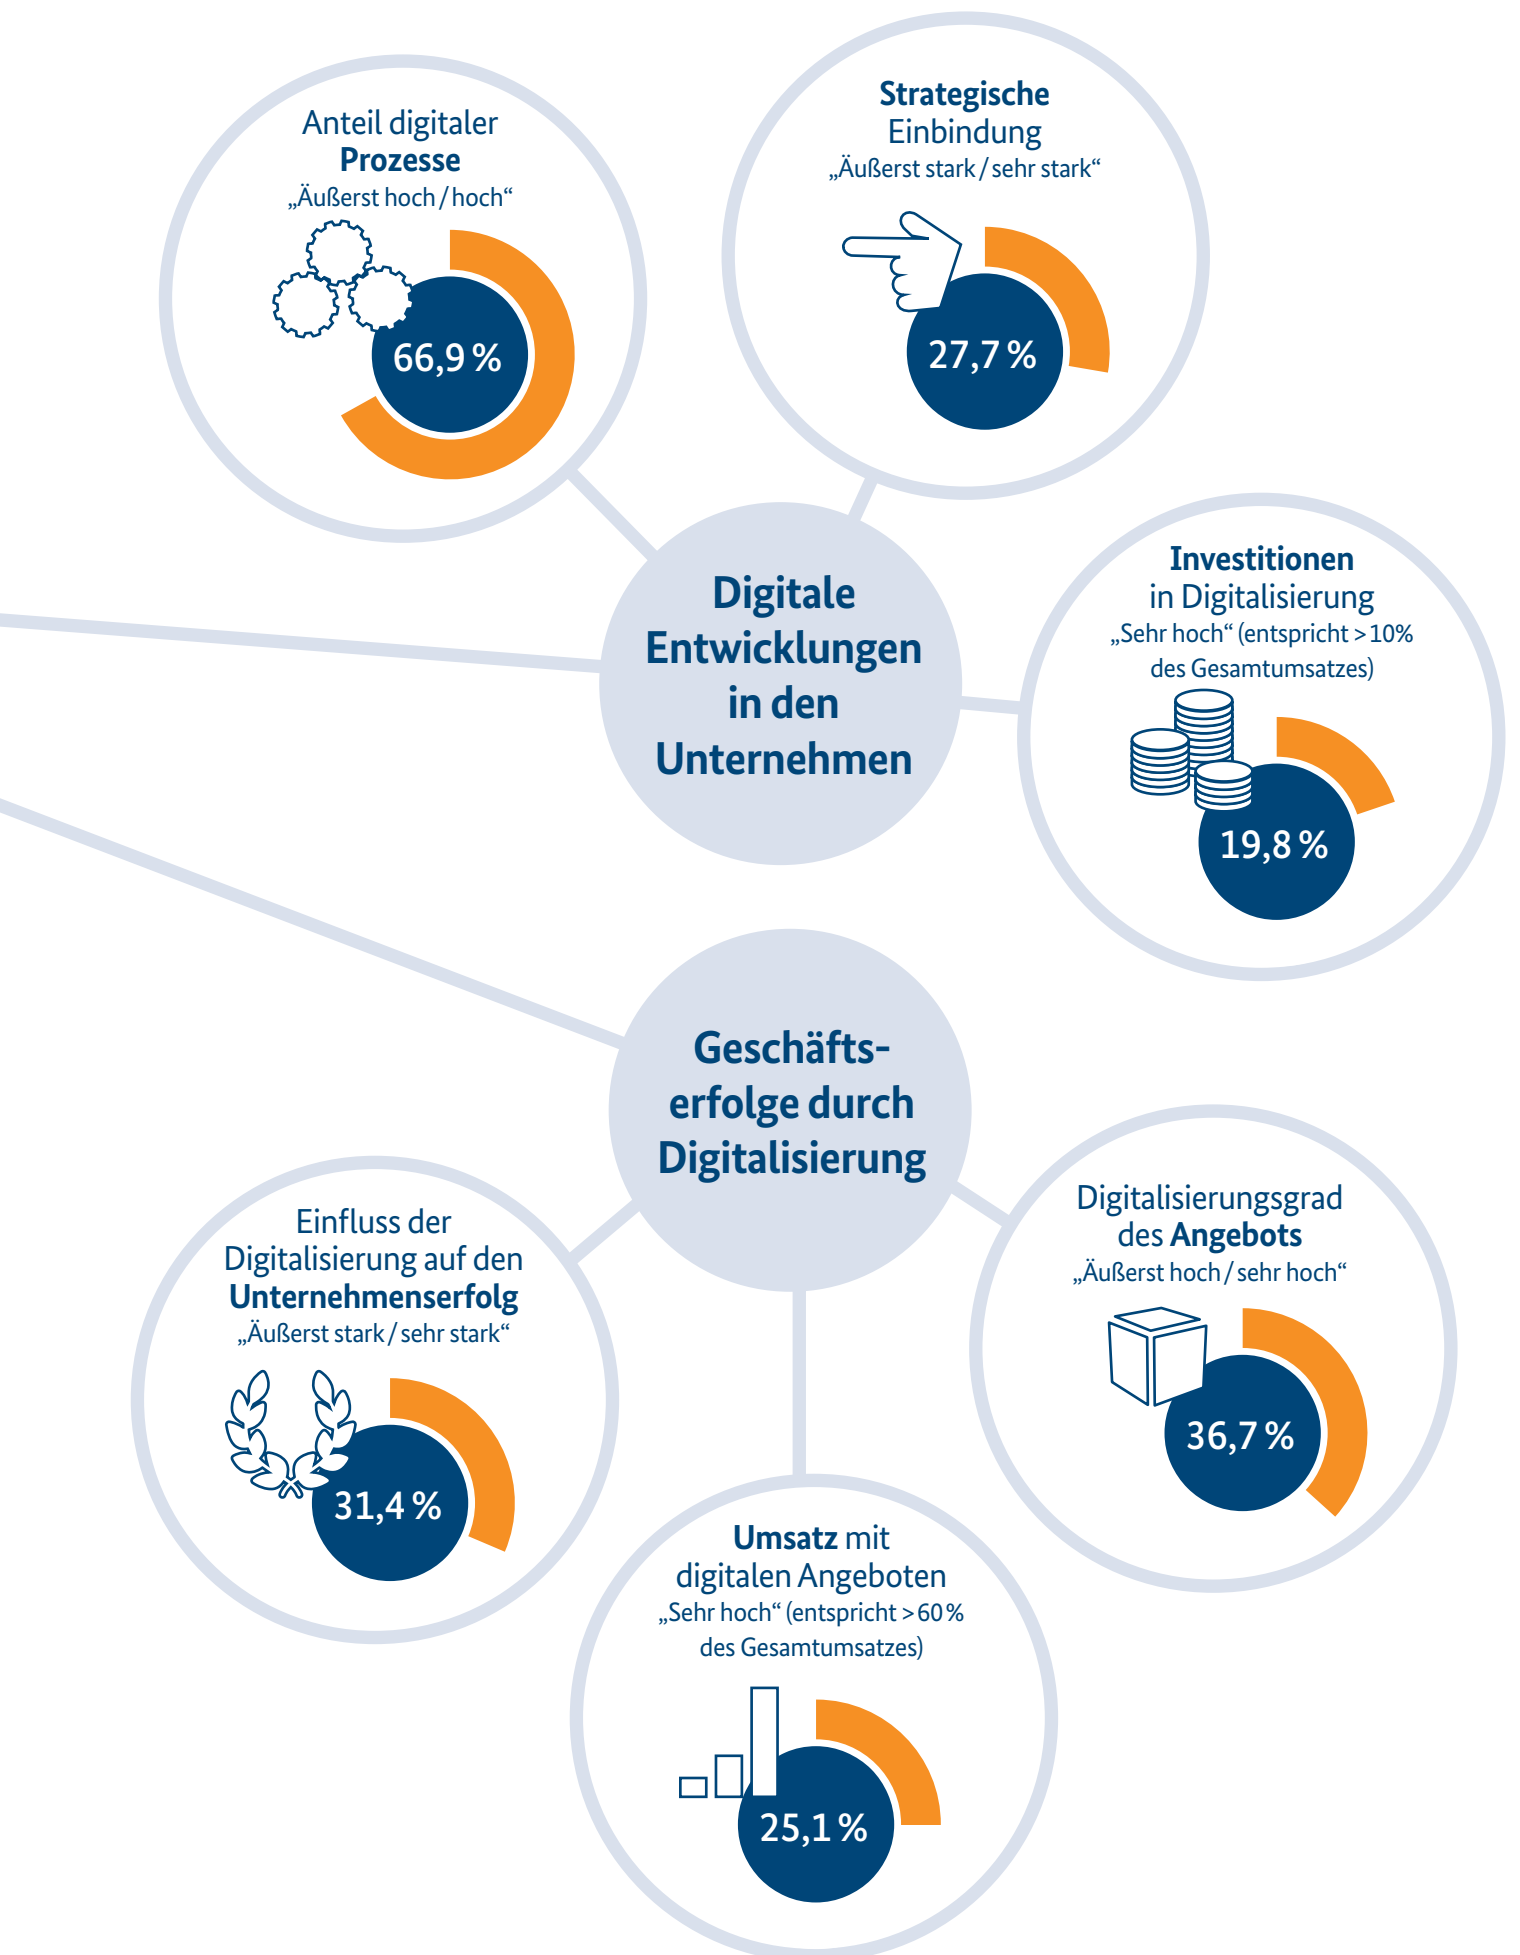 Anteil digitaler
Prozesse
„Äußerst hoch / hoch“
66,9 %
Strategische
Einbindung
„Äußerst stark / sehr stark“
27,7 %
Digitale
Entwicklungen
in den
Unternehmen
Investitionen
in Digitalisierung
„Sehr hoch“ (entspricht > 10%
des Gesamtumsatzes)
19,8 %
Geschäfts-
erfolge durch
Digitalisierung
Einfluss der
Digitalisierung auf den
Unternehmenserfolg
„Äußerst stark / sehr stark“
31,4 %
Digitalisierungsgrad
des Angebots
„Äußerst hoch / sehr hoch“
36,7 %
Umsatz mit
digitalen Angeboten
„Sehr hoch“ (entspricht > 60 %
des Gesamtumsatzes)
25,1 %